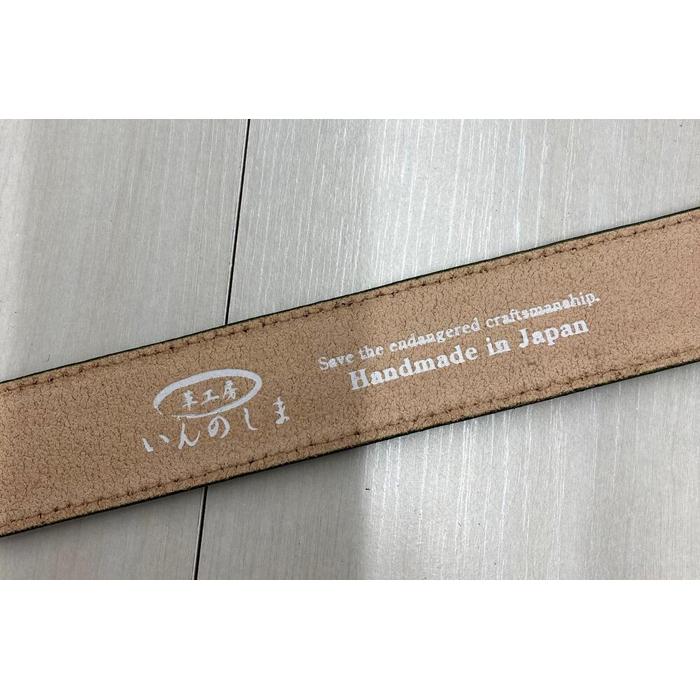 革工房
いんのしま
Save the endangered craftsmanship.
Handmade in Japan